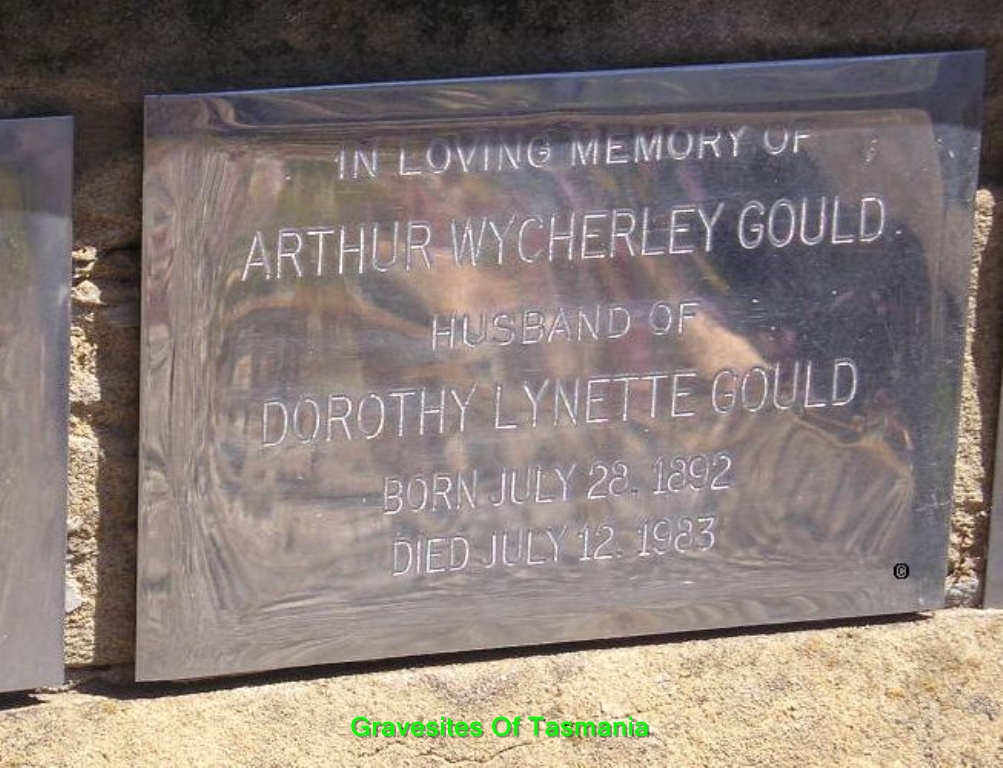 IN LOVING MEMORY OF
ARTHUR WYCHERLEY GOULD
HUSBAND OF
DOROTHY LYNETTE GOULD
BORN JULY 28. 1892
DIED JULY 12. 1983
©
Gravesites Of Tasmania